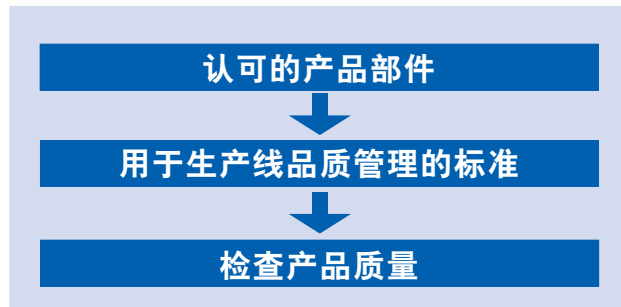 认可的产品部件
用于生产线品质管理的标准
检查产品质量